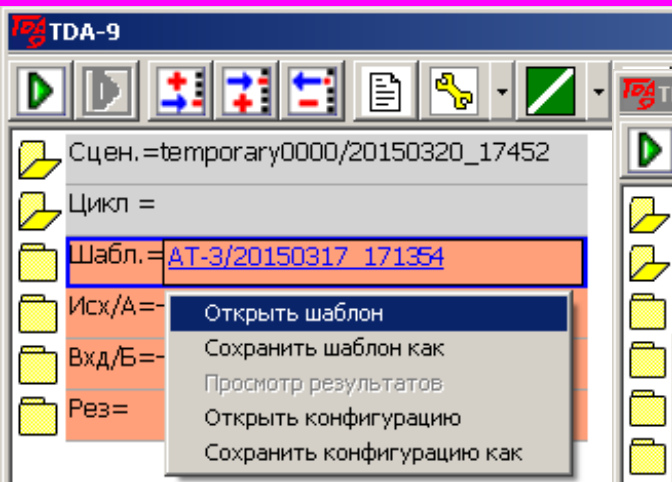 TDA-9
Сцен.=temporary0000/20150320_17452
Цикл =
Шабл.=АТ-3/20150317_171354
Исх/А=-
Вхд/Б=-
Рез=
Открыть шаблон
Сохранить шаблон как
Просмотр результатов
Открыть конфигурацию
Сохранить конфигурацию как